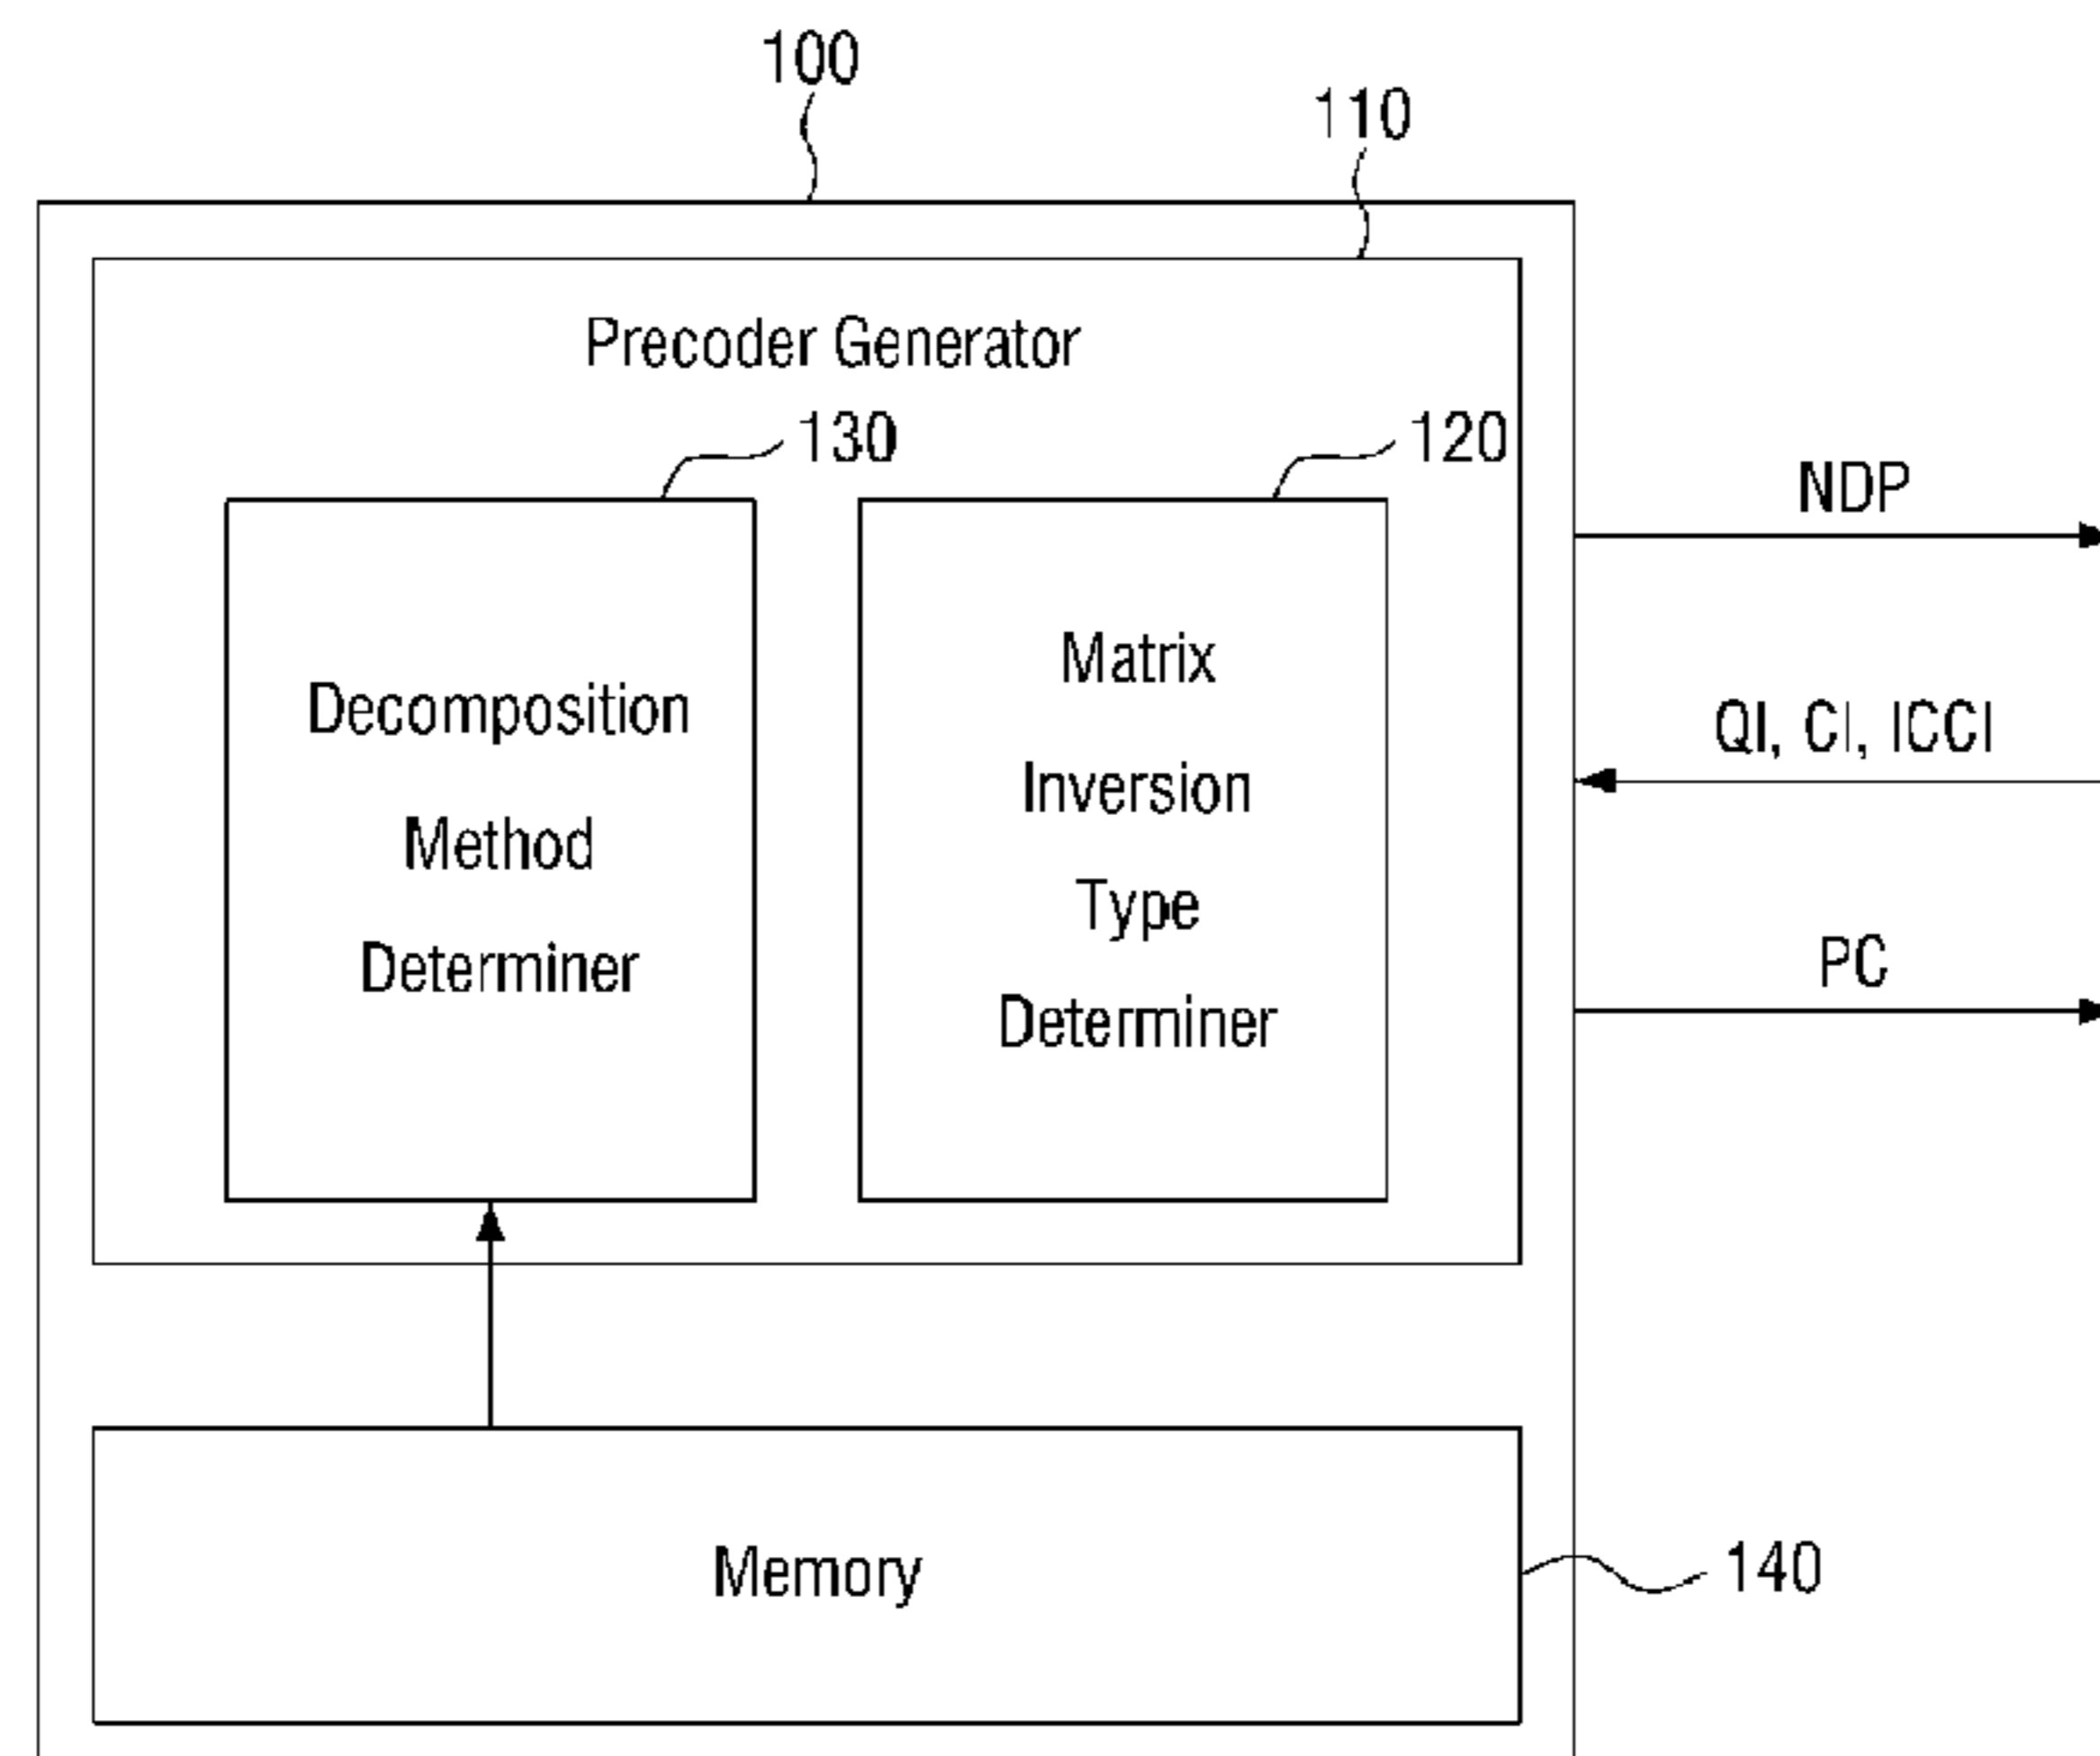 100
110
Precoder Generator
130
120
NDP
Decomposition
Method
Determiner
Matrix
Inversion
Type
Determiner
QI, CI, ICCI
PC
Memory
140